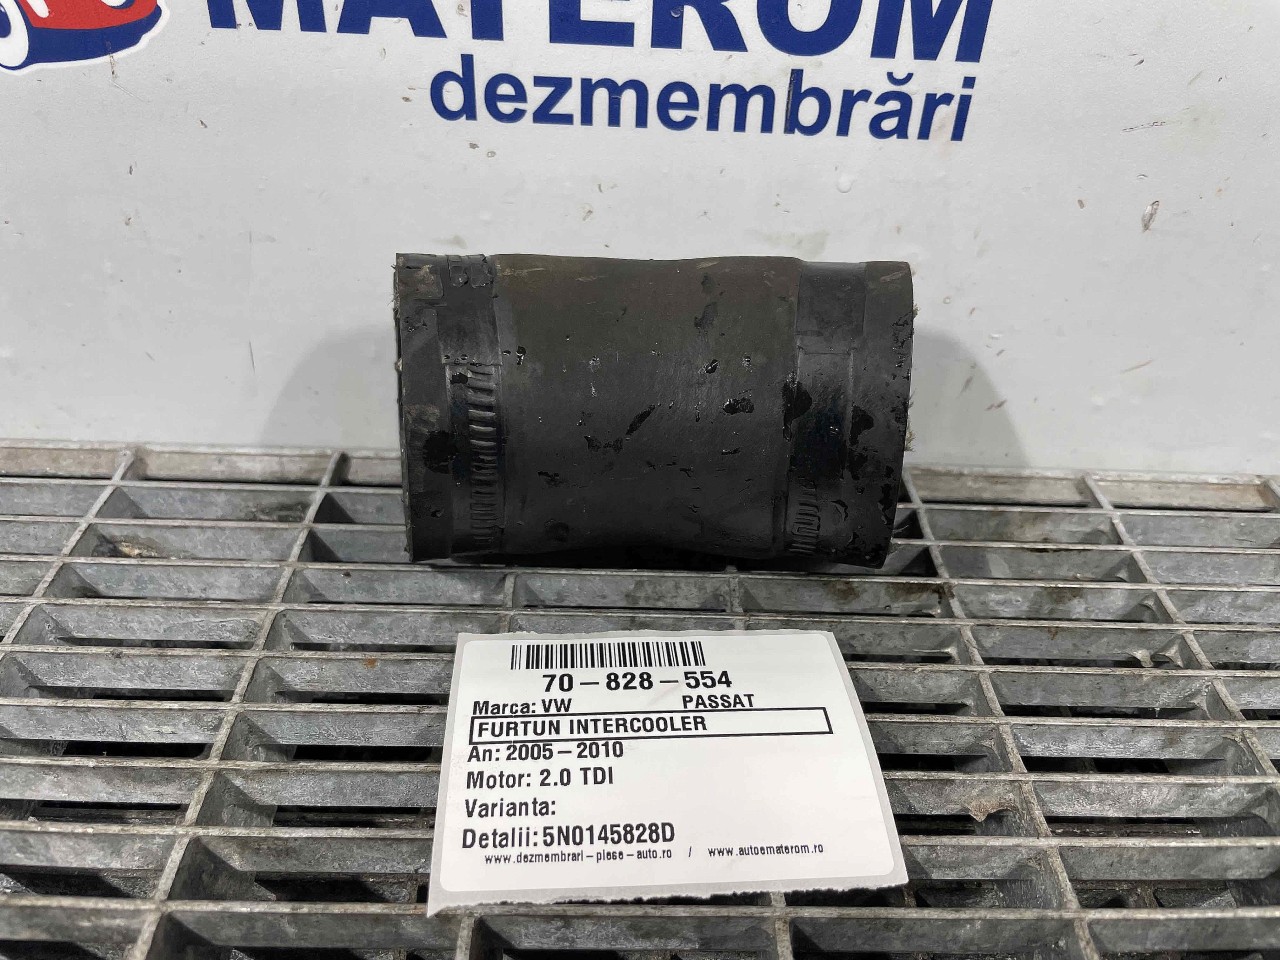 MATEROM
dezmembrări
70-828-554
Marca: VW PASSAT
FURTUN INTERCOOLER
An: 2005-2010
Motor: 2.0 TDI
Varianta:
Detalii: 5N0145828D
www.dezmembrari-piese-auto.ro / www.autoematerom.ro